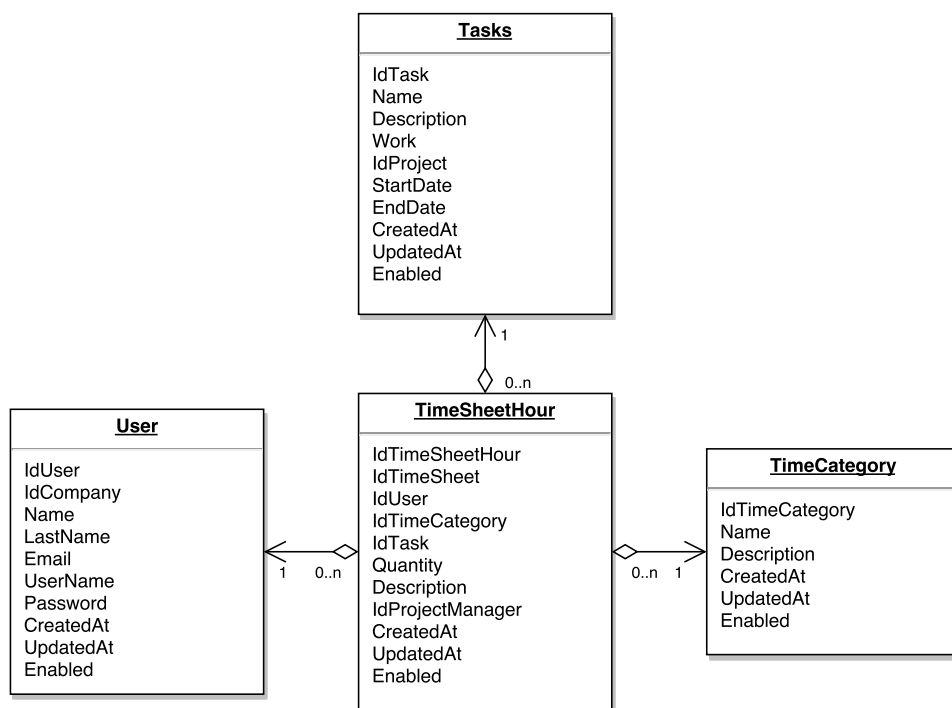 Tasks
IdTask
Name
Description
Work
IdProject
StartDate
EndDate
CreatedAt
UpdatedAt
Enabled
1
0..n
User
IdUser
IdCompany
Name
LastName
Email
UserName
Password
CreatedAt
UpdatedAt
Enabled
1
0..n
TimeSheetHour
IdTimeSheetHour
IdTimeSheet
IdUser
IdTimeCategory
IdTask
Quantity
Description
IdProjectManager
CreatedAt
UpdatedAt
Enabled
0..n
1
TimeCategory
IdTimeCategory
Name
Description
CreatedAt
UpdatedAt
Enabled